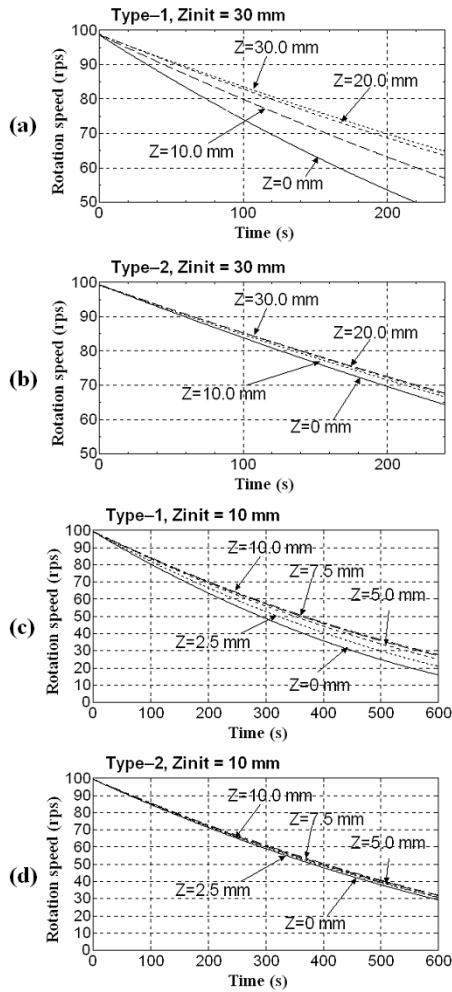 Type–1, Zinit = 30 mm
(a)
Rotation speed (rps)
100
90
80
70
60
50
Z=30.0 mm
Z=20.0 mm
Z=10.0 mm
Z=0 mm
0
100
200
Time (s)
Type–2, Zinit = 30 mm
(b)
Rotation speed (rps)
100
90
80
70
60
50
Z=30.0 mm
Z=20.0 mm
Z=10.0 mm
Z=0 mm
0
100
200
Time (s)
Type–1, Zinit = 10 mm
(c)
Rotation speed (rps)
100
90
80
70
60
50
40
30
20
10
0
Z=10.0 mm
Z=7.5 mm
Z=5.0 mm
Z=2.5 mm
Z=0 mm
0 100 200 300 400 500 600
Time (s)
Type–2, Zinit = 10 mm
(d)
Rotation speed (rps)
100
90
80
70
60
50
40
30
20
10
0
Z=10.0 mm
Z=7.5 mm
Z=5.0 mm
Z=2.5 mm
Z=0 mm
0 100 200 300 400 500 600
Time (s)